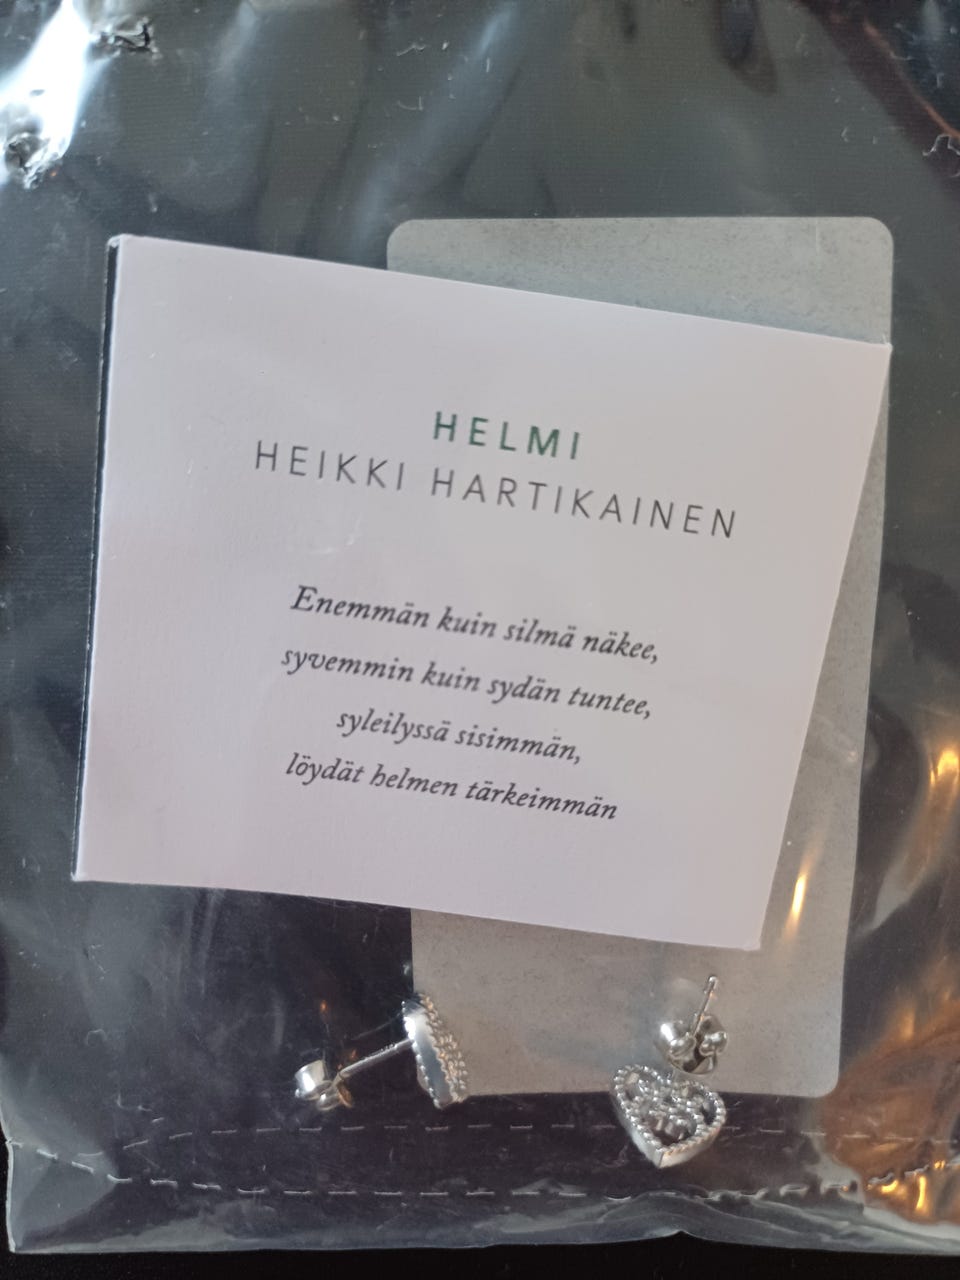 HELMI
HEIKKI HARTIKAINEN
Enemmän kuin silmä näkee,
syvemmin kuin sydän tuntee,
syleilyssä sisimmän,
löydät helmen tärkeimmän